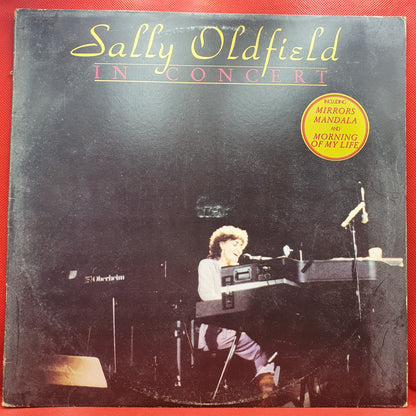 Sally Oldfield
IN CONCERT
INCLUDING
MIRRORS
MANDALA
AND
MORNING
OF MY LIFE
Oberheim